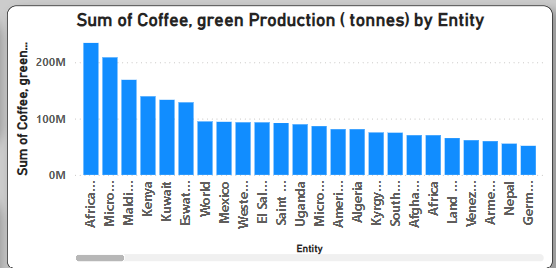 Sum of Coffee, green Production ( tonnes) by Entity
Sum of Coffee, green...
200M
100M
0M
Africa...
Micro...
Maldi...
Kenya
Kuwait
Eswat...
World
Mexico
Weste...
El Sal...
Saint ...
Uganda
Micro...
Ameri...
Algeria
Kyrgy...
South...
Afgha...
Africa
Land ...
Venez...
Arme...
Nepal
Germ...
Entity